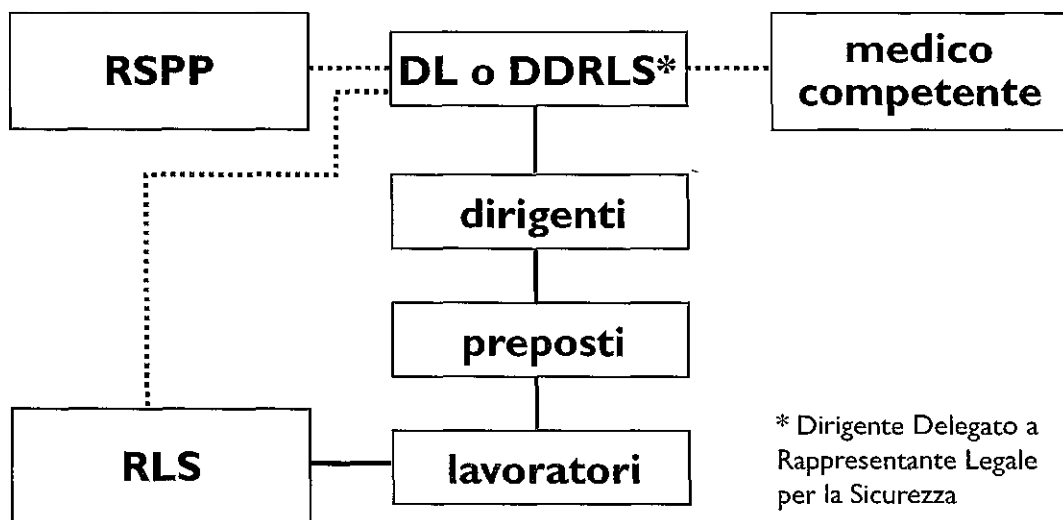 RSPP
DL o DDRLS*
medico
competente
dirigenti
preposti
RLS
lavoratori
* Dirigente Delegato a
Rappresentante Legale
per la Sicurezza